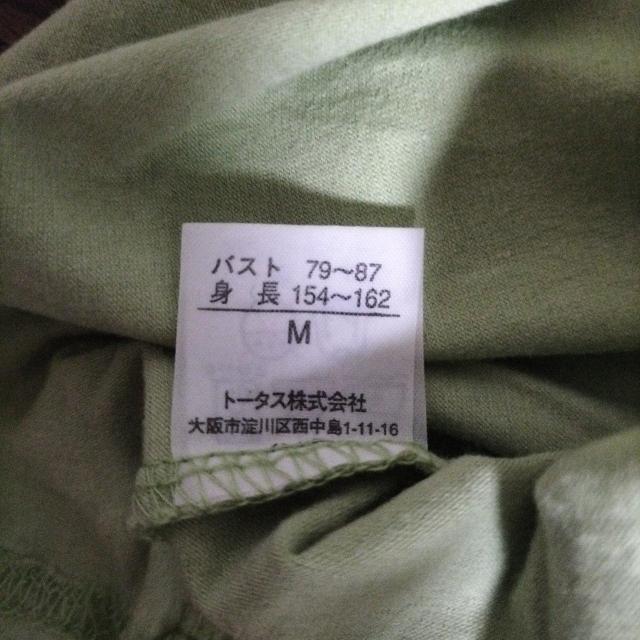 バスト 79～87
身 長 154～162
M
トータス株式会社
大阪市淀川区西中島1-11-16